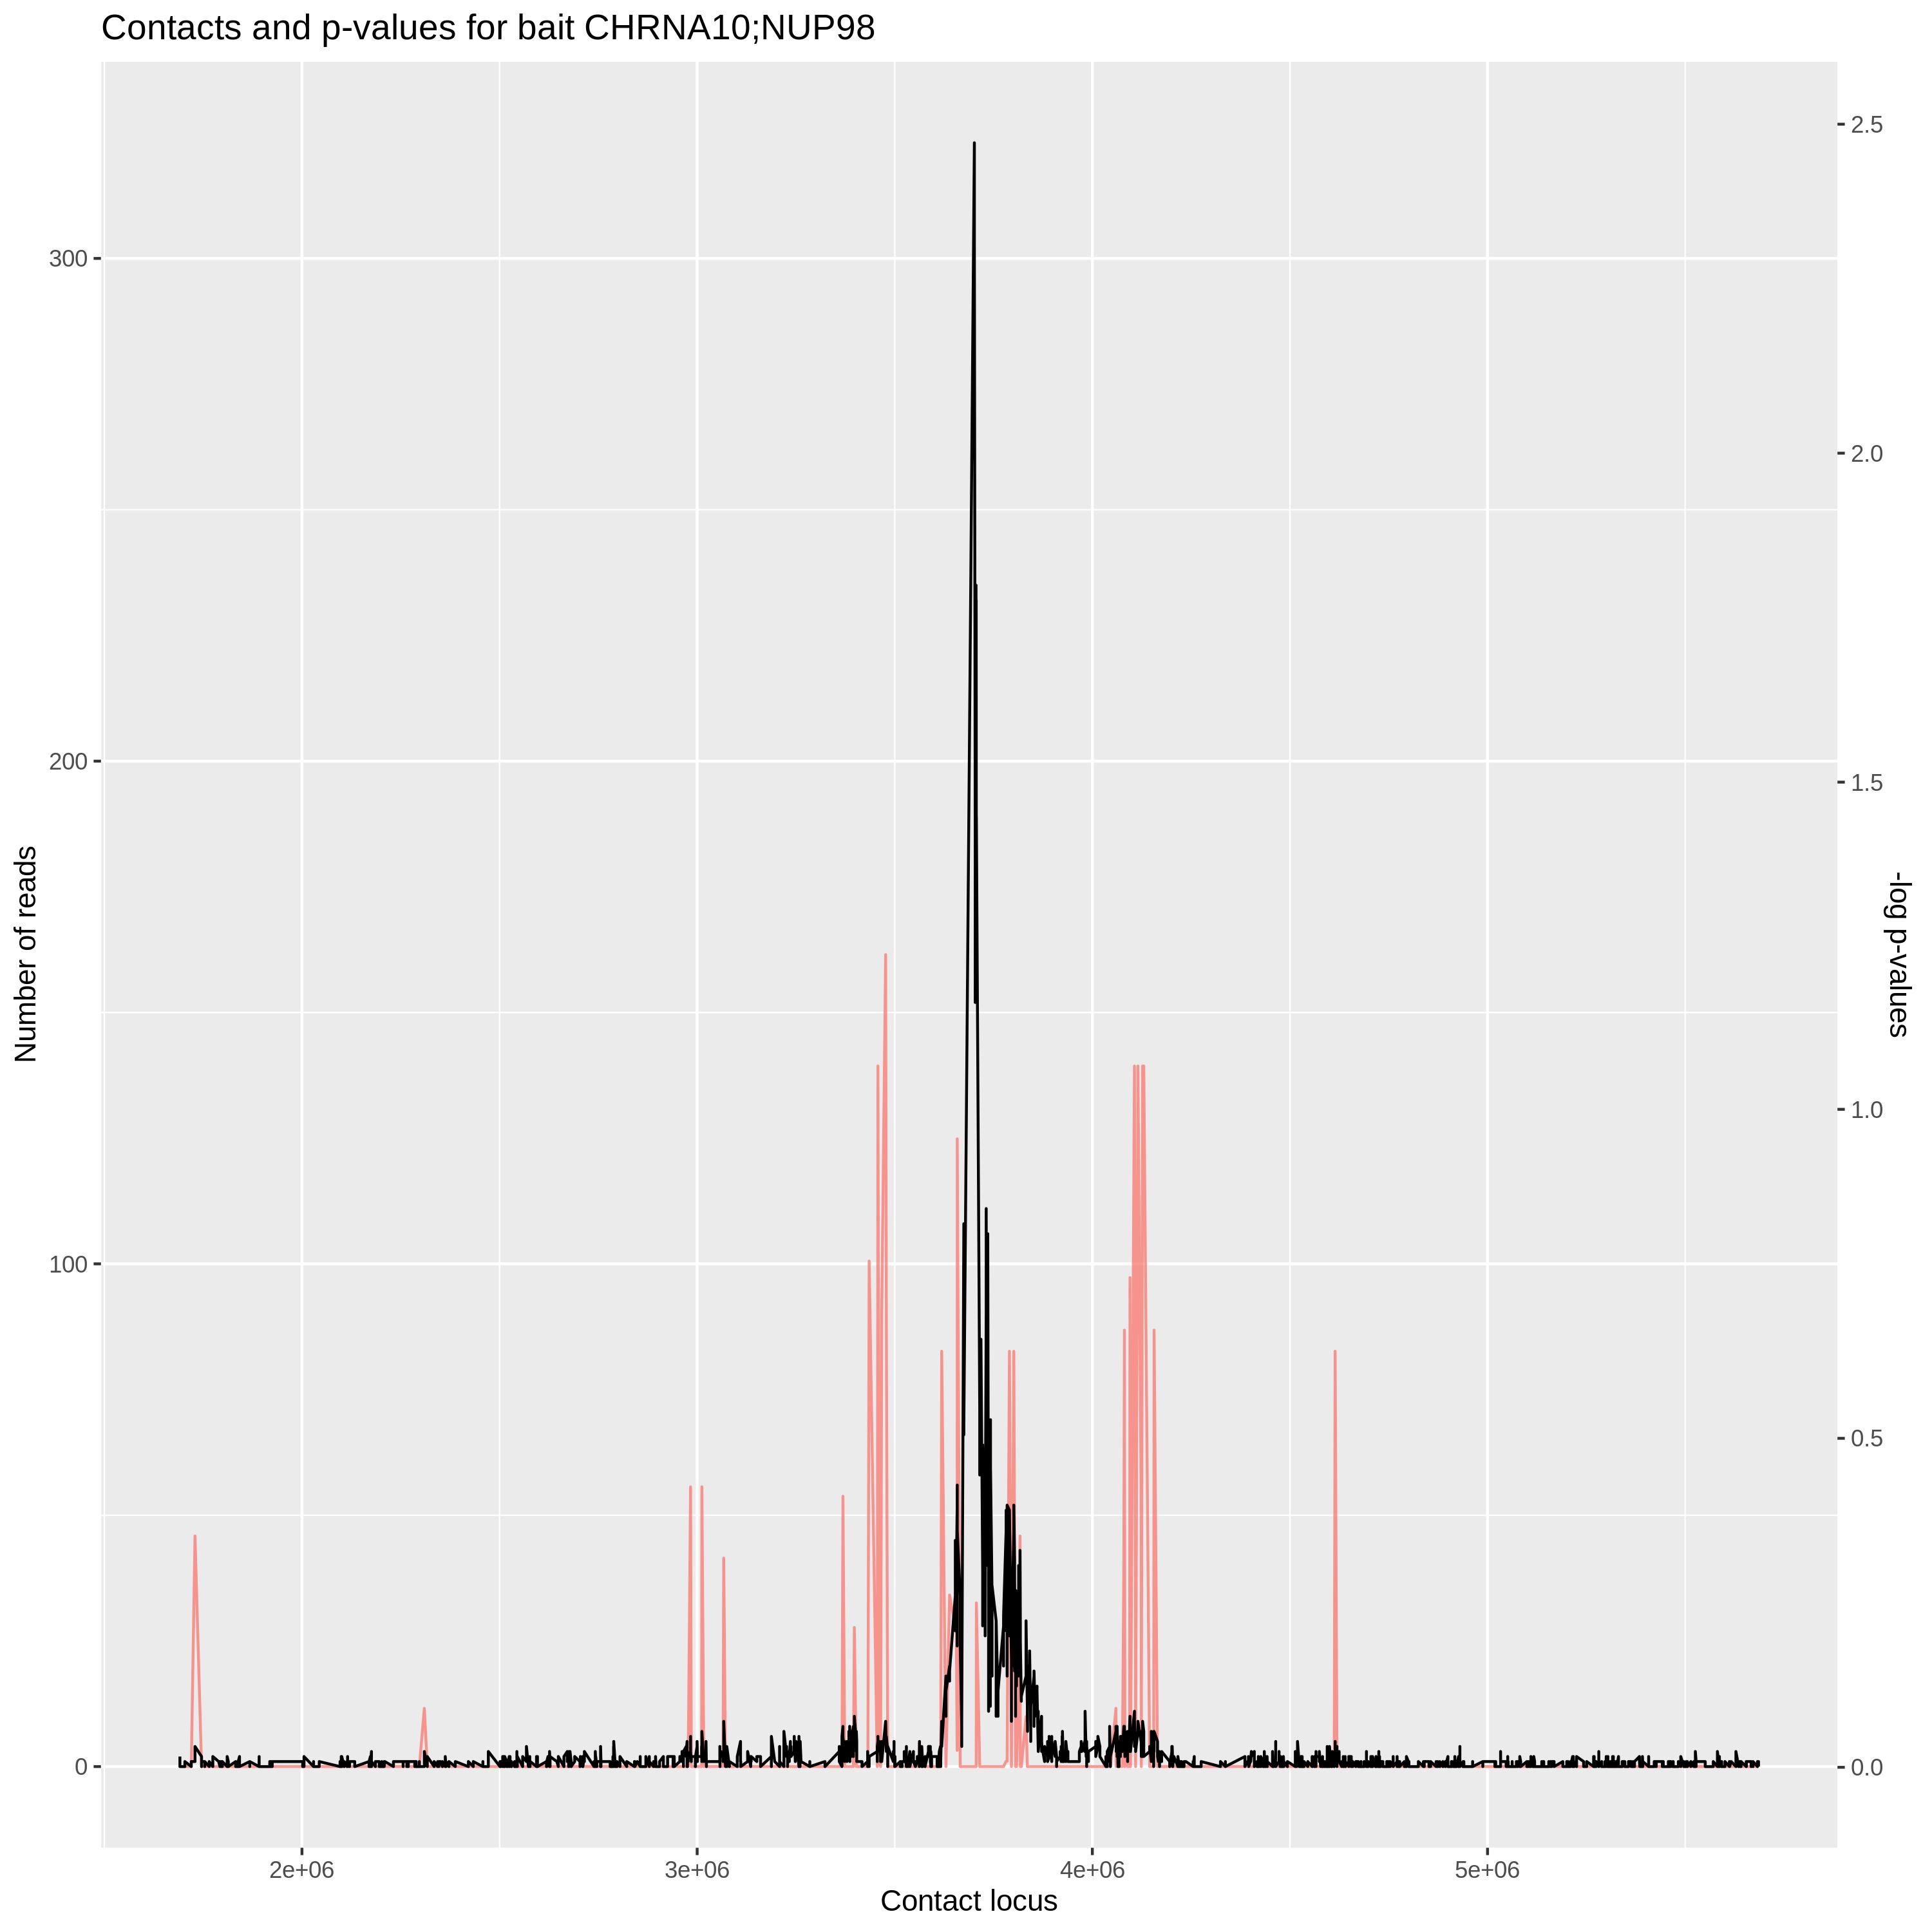 Contacts and p-values for bait CHRNA10;NUP98
Number of reads
300
200
100
0
2.5
2.0
1.5
1.0
0.5
0.0
-log p-values
2e+06 3e+06 4e+06 5e+06
Contact locus